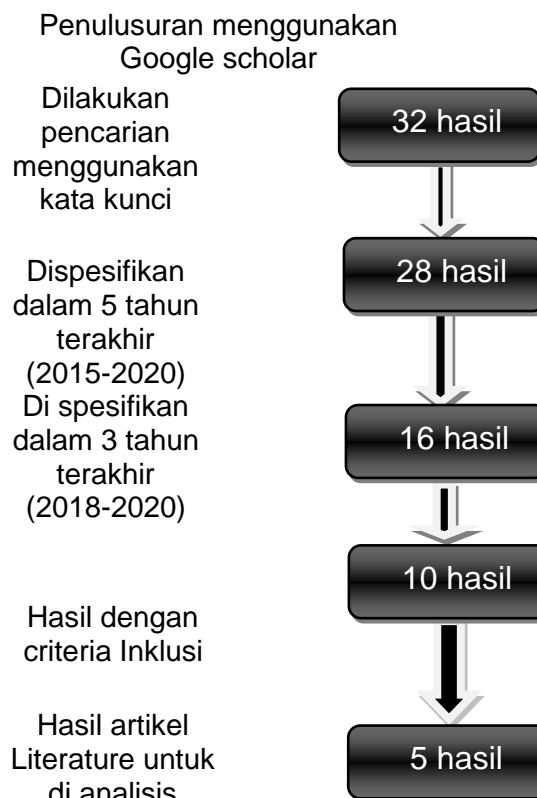 Penulusuran menggunakan
Google scholar
Dilakukan
pencarian
menggunakan
kata kunci
32 hasil
Dispesifikan
dalam 5 tahun
terakhir
(2015-2020)
28 hasil
Di spesifikan
dalam 3 tahun
terakhir
(2018-2020)
16 hasil
Hasil dengan
criteria Inklusi
10 hasil
Hasil artikel
Literature untuk
di analisis
5 hasil